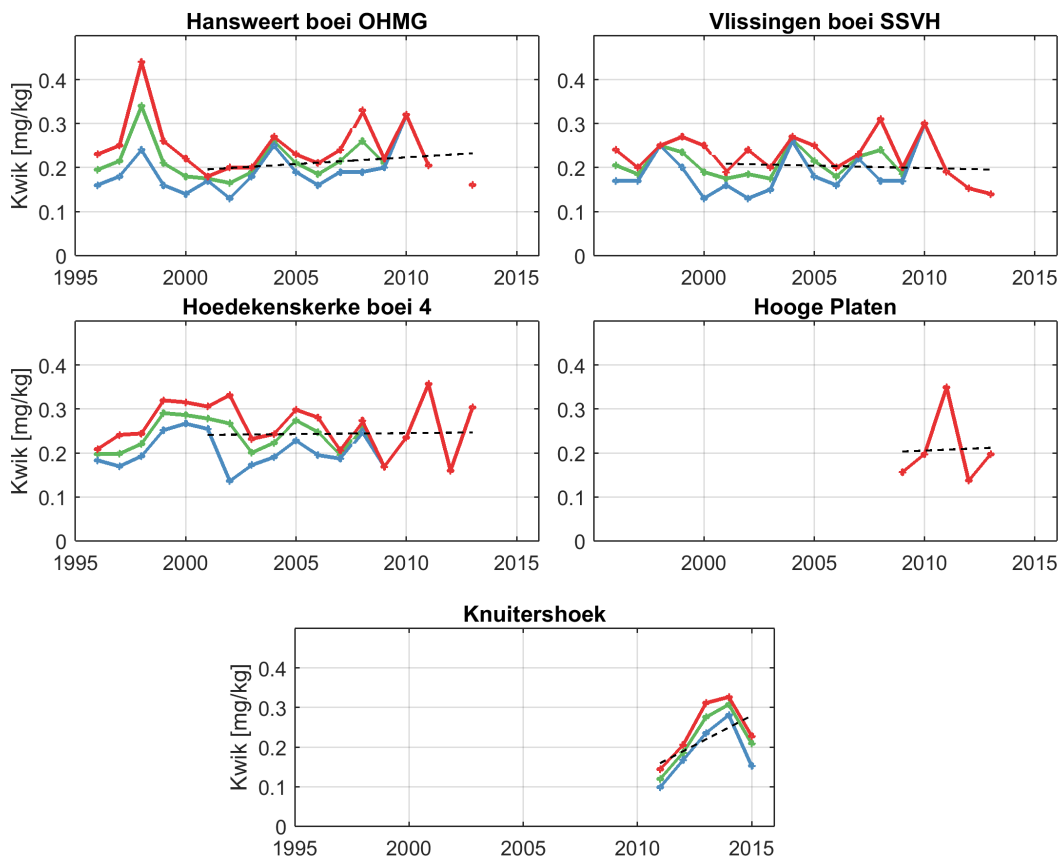 Hansweert boei OHMG
Vlissingen boei SSVH
Kwik [mg/kg]
0.4
0.3
0.2
0.1
0
1995 2000 2005 2010 2015
0.4
0.3
0.2
0.1
0
2000 2005 2010 2015
Hoedekenskerke boei 4
Hooge Platen
Kwik [mg/kg]
0.4
0.3
0.2
0.1
0
1995 2000 2005 2010 2015
0.4
0.3
0.2
0.1
0
2000 2005 2010 2015
Knuitershoek
Kwik [mg/kg]
0.4
0.3
0.2
0.1
0
1995 2000 2005 2010 2015